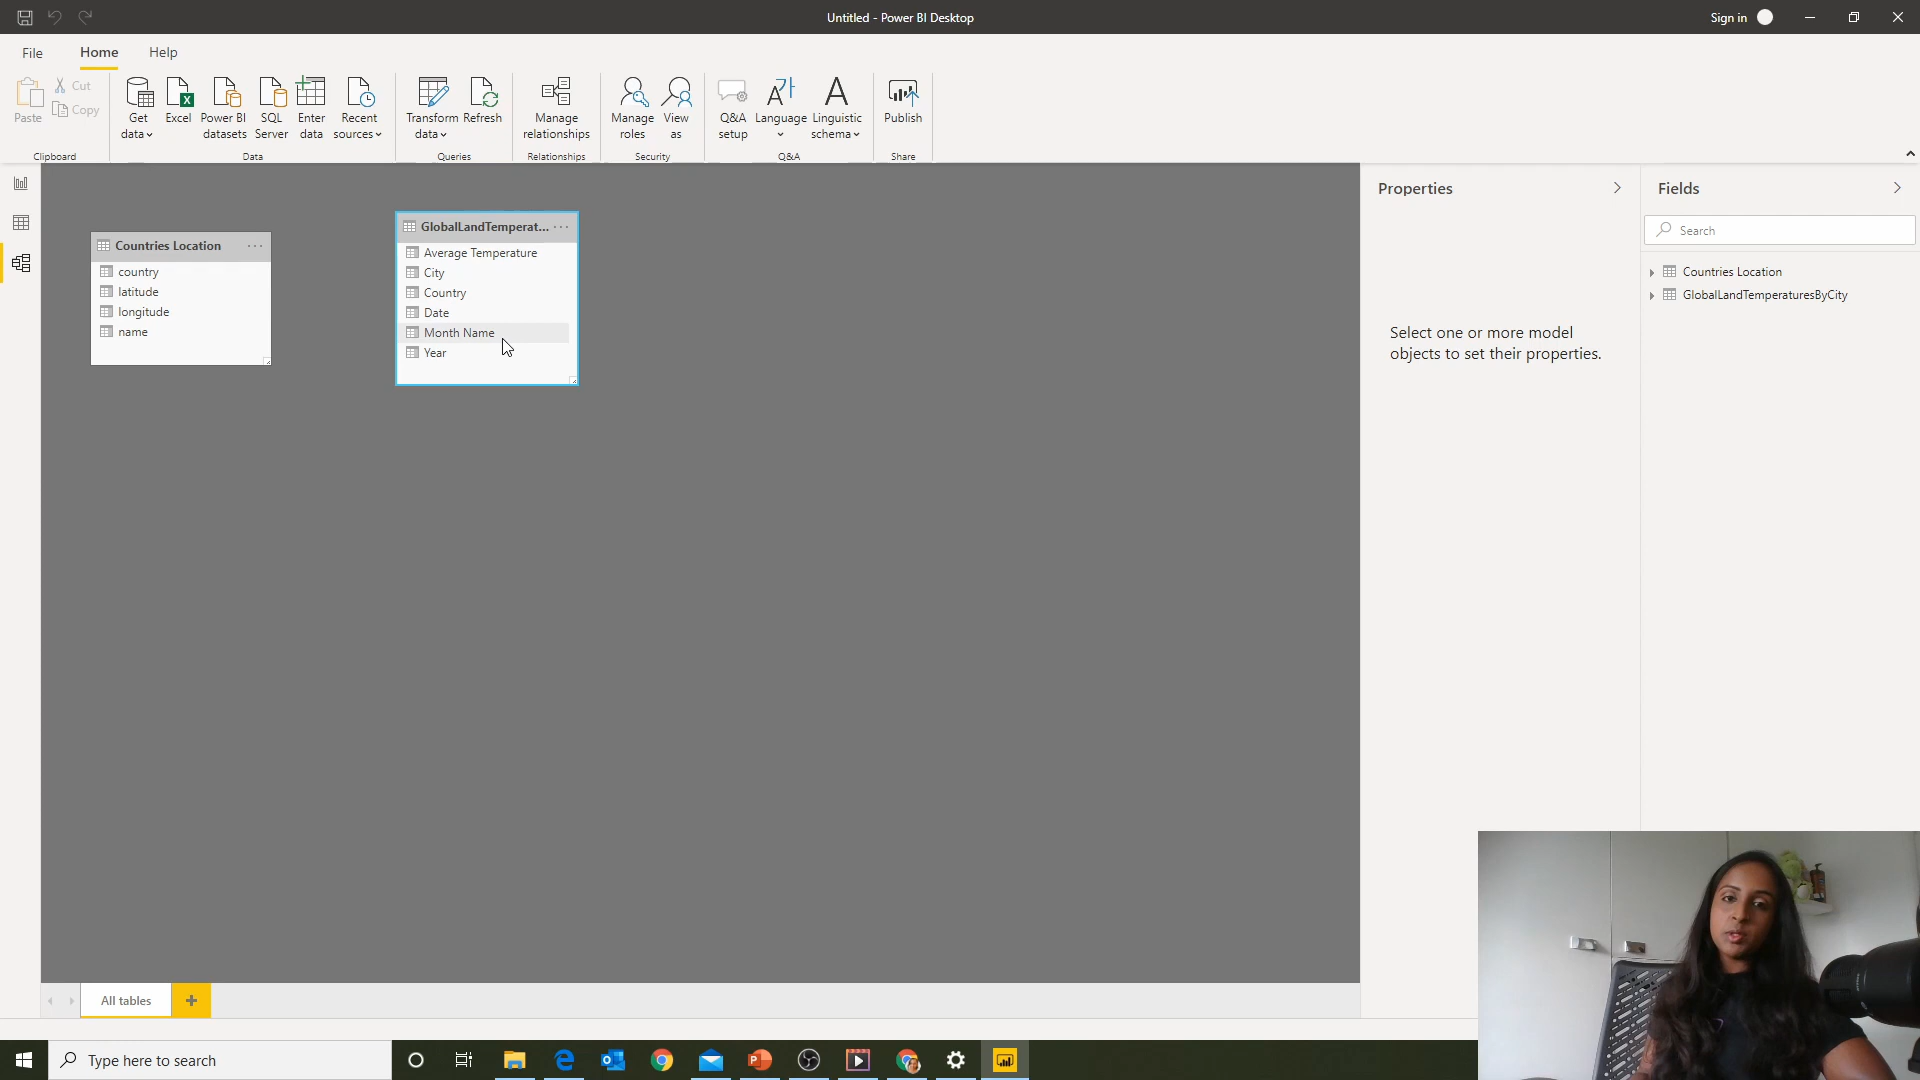 Untitled - Power BI Desktop
Sign in
File
Home
Help
Paste
Cut
Copy
Clipboard
Get data
Excel
Power BI datasets
SQL Server
Enter data
Recent sources
Data
Transform data
Refresh
Queries
Manage relationships
Relationships
Manage roles
View as
Security
Q&A setup
Language
Linguistic schema
Q&A
Publish
Share
Countries Location
country
latitude
longitude
name
GlobalLandTemperat...
Average Temperature
City
Country
Date
Month Name
Year
Properties
Select one or more model
objects to set their properties.
Fields
Search
Countries Location
GlobalLandTemperaturesByCity
All tables
Type here to search